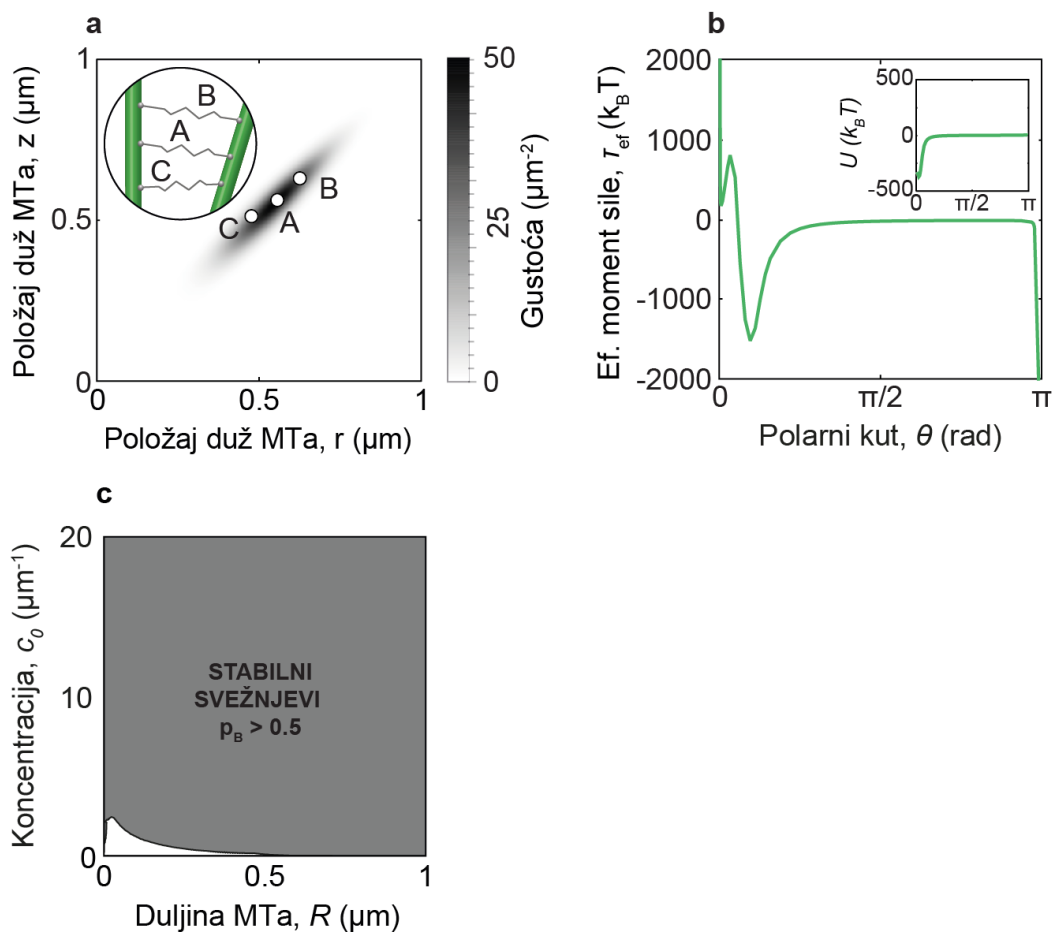 a
Položaj duž MTa, z (µm)
1
0.5
0
B
A
C
B
A
C
0
0.5
1
Položaj duž MTa, r (µm)
50
25
0
Gustoća (µm⁻²)
b
Ef. moment sile, τef (kBT)
2000
1000
0
-1000
-2000
0
π/2
π
Polarni kut, θ (rad)
U (kBT)
500
0
-500
0
π/2
π
c
Koncentracija, c0 (µm⁻¹)
20
10
0
STABILNI
SVEŽNJEVI
pB > 0.5
0
0.5
1
Duljina MTa, R (µm)